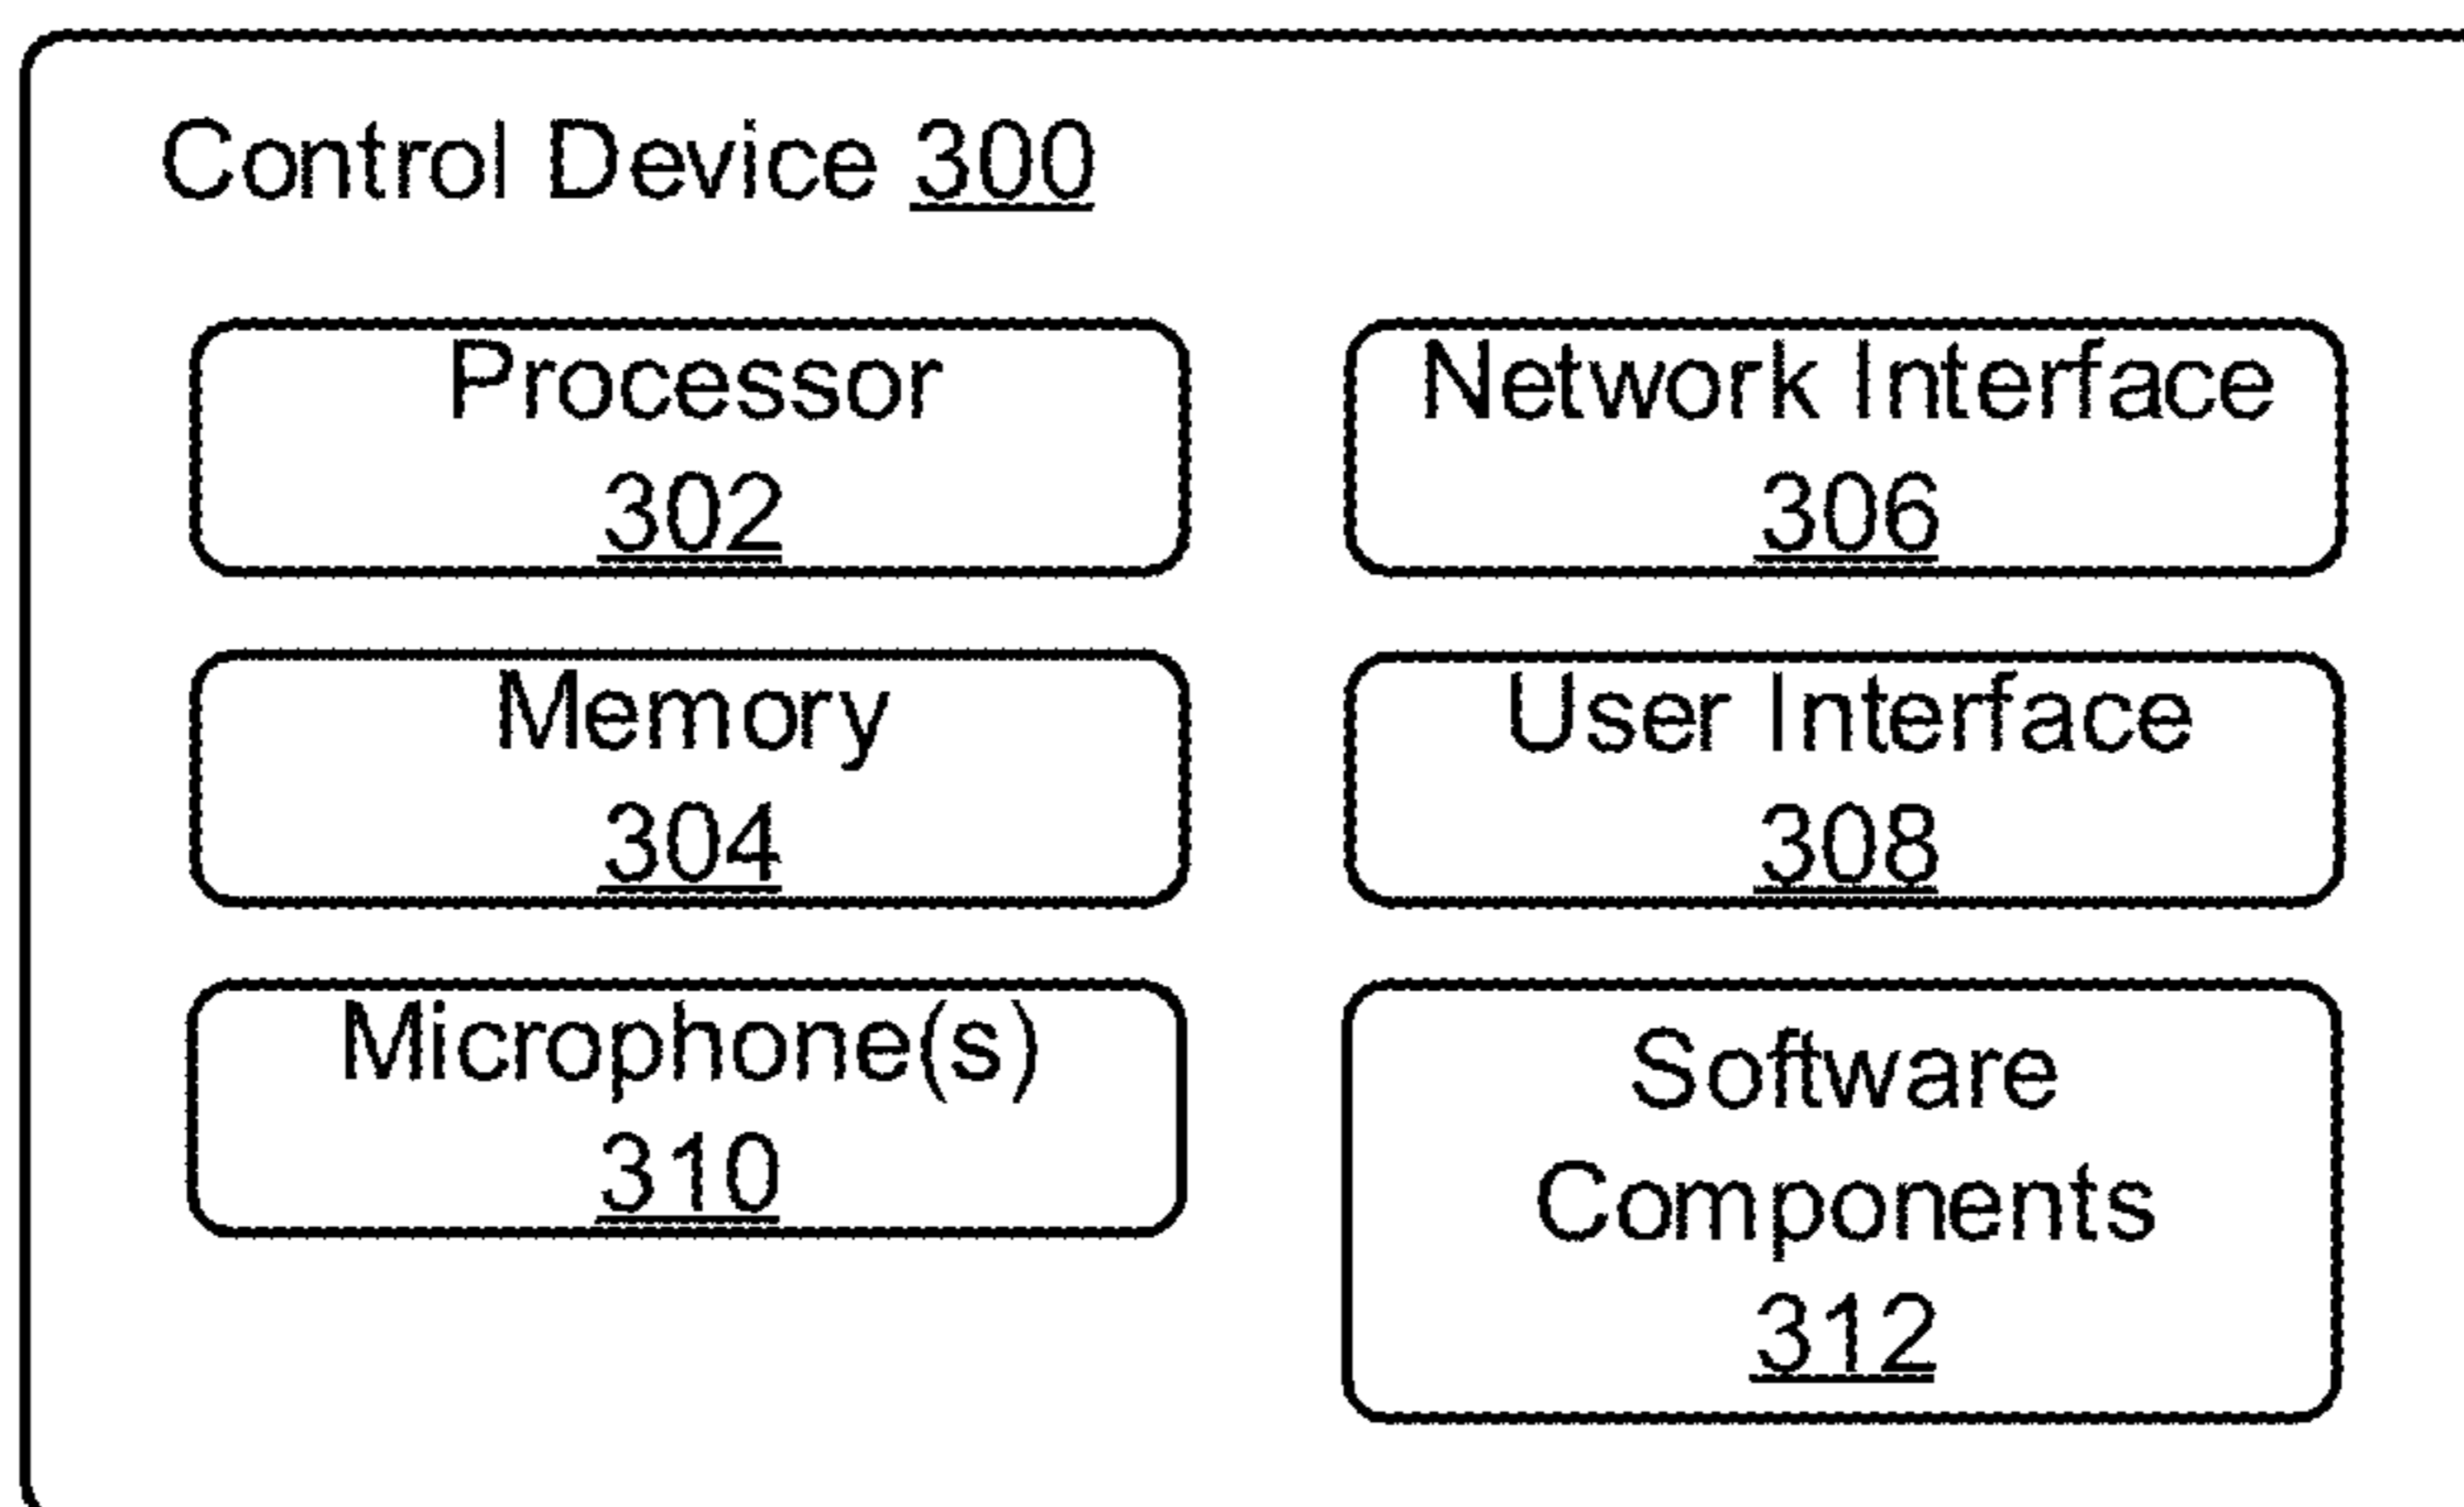 Control Device 300
Processor
302
Network Interface
306
Memory
304
User Interface
308
Microphone(s)
310
Software
Components
312